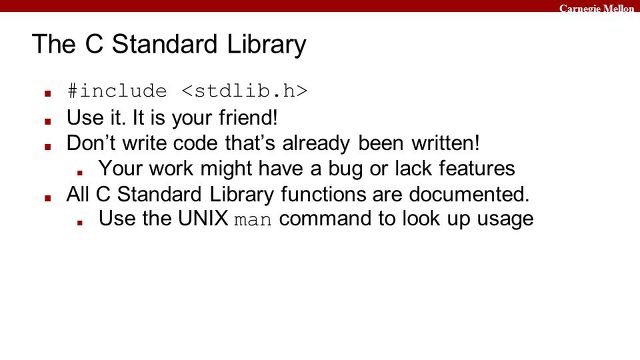 Carnegie Mellon
The C Standard Library
#include <stdlib.h>
Use it. It is your friend!
Don’t write code that’s already been written!
Your work might have a bug or lack features
All C Standard Library functions are documented.
Use the UNIX man command to look up usage